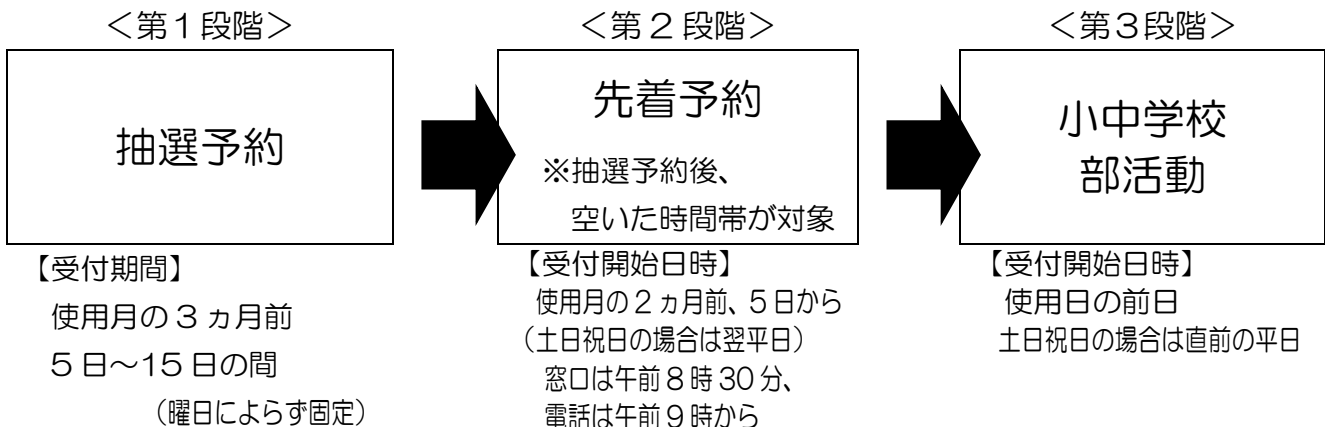 <第1段階>
抽選予約
【受付期間】
使用月の3ヵ月前
5日~15日の間
(曜日によらず固定)
<第2段階>
先着予約
※抽選予約後、
空いた時間帯が対象
【受付開始日時】
使用月の2ヵ月前、5日から
(土日祝日の場合は翌平日)
窓口は午前8時30分、
電話は午前9時から
<第3段階>
小中学校
部活動
【受付開始日時】
使用日の前日
土日祝日の場合は直前の平日